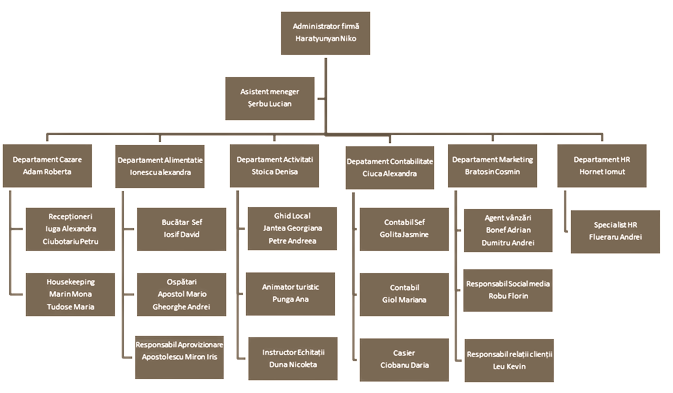 Administrator firmă
Haratyunyan Niko
Asistent meneger
Șerbu Lucian
Departament Cazare
Adam Roberta
Departament Alimentatie
Ionescu alexandra
Departament Activitati
Stoica Denisa
Depatament Contabilitate
Ciuca Alexandra
Departament Marketing
Bratosin Cosmin
Departament HR
Hornet Iomut
Recepționeri
Iuga Alexandra
Ciubotariu Petru
Housekeeping
Marin Mona
Tudose Maria
Bucătar Sef
Iosif David
Ospătari
Apostol Mario
Gheorghe Andrei
Responsabil Aprovizionare
Apostolescu Miron Iris
Ghid Local
Jantea Georgiana
Petre Andreea
Animator turistic
Punga Ana
Instructor Echitații
Duna Nicoleta
Contabil Sef
Golita Jasmine
Contabil
Giol Mariana
Casier
Ciobanu Daria
Agent vânzări
Bonef Adrian
Dumitru Andrei
Responsabil Social media
Robu Florin
Responsabil relații clienții
Leu Kevin
Specialist HR
Flueraru Andrei